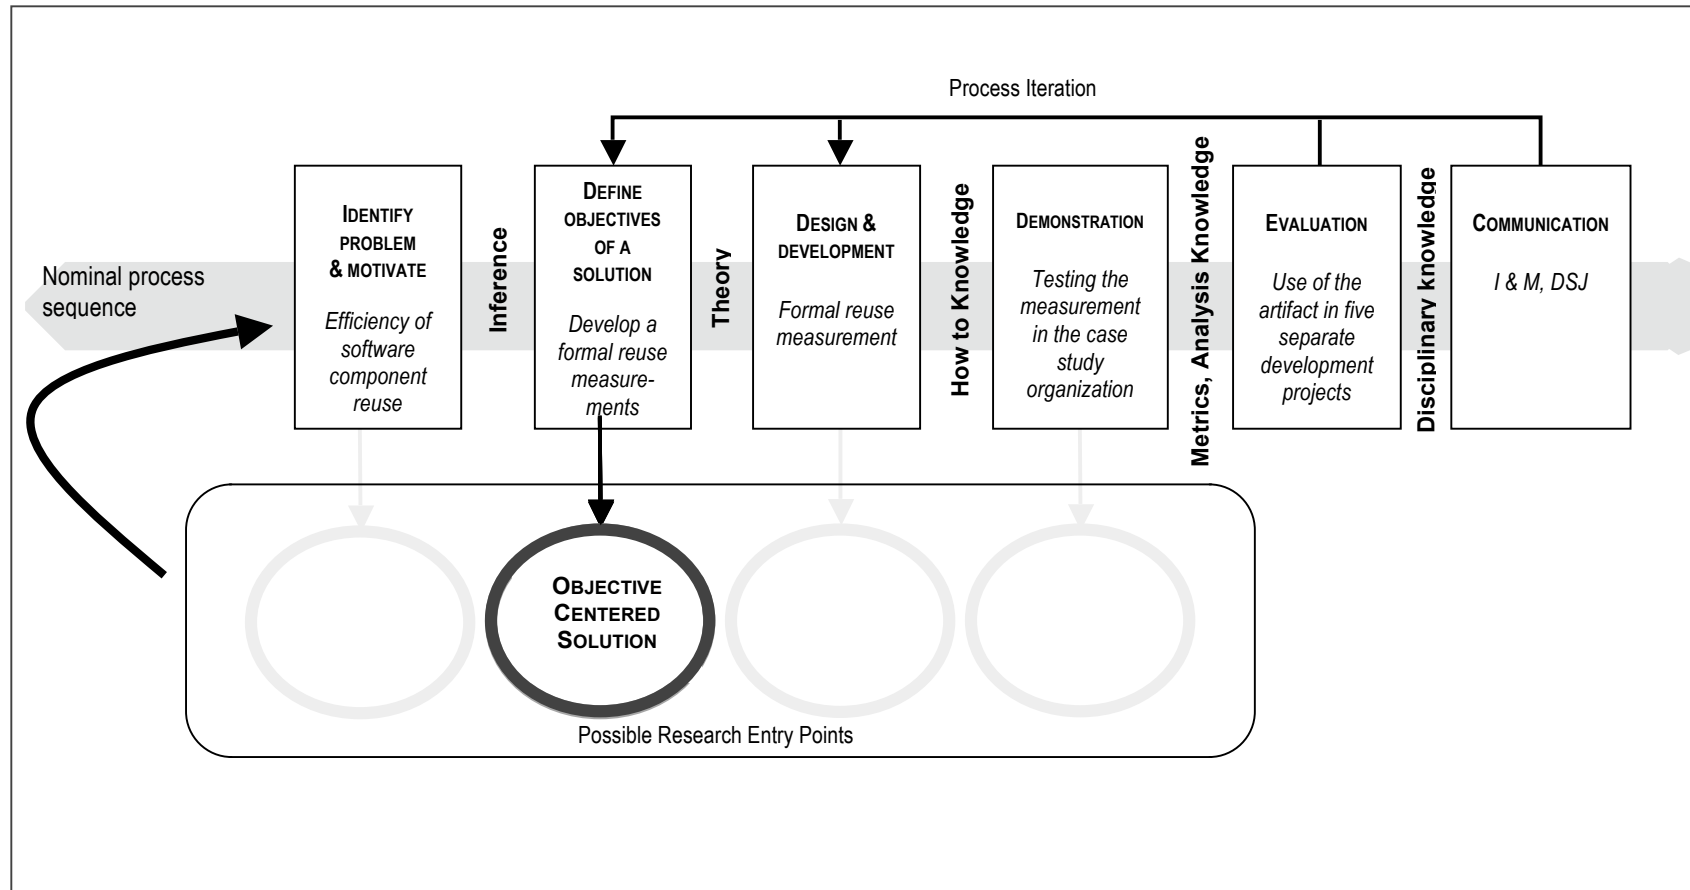 Process Iteration
Nominal process
sequence
IDENTIFY
PROBLEM
& MOTIVATE
Efficiency of
software
component
reuse
Inference
DEFINE
OBJECTIVES
OF A
SOLUTION
Develop a
formal reuse
measure-
ments
Theory
DESIGN &
DEVELOPMENT
Formal reuse
measurement
How to Knowledge
DEMONSTRATION
Testing the
measurement
in the case
study
organization
Metrics, Analysis Knowledge
EVALUATION
Use of the
artifact in five
separate
development
projects
Disciplinary knowledge
COMMUNICATION
I & M, DSJ
OBJECTIVE
CENTERED
SOLUTION
Possible Research Entry Points